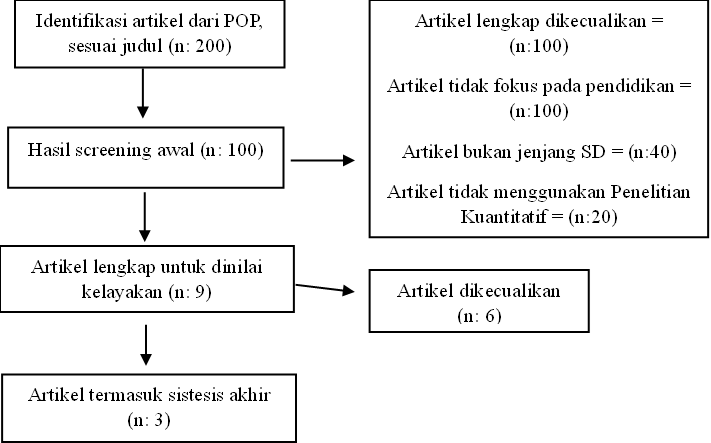 Identifikasi artikel dari POP,
sesuai judul (n: 200)
Artikel lengkap dikecualikan =
(n:100)
Artikel tidak fokus pada pendidikan =
(n:100)
Artikel bukan jenjang SD = (n:40)
Artikel tidak menggunakan Penelitian
Kuantitatif = (n:20)
Hasil screening awal (n: 100)
Artikel lengkap untuk dinilai
kelayakan (n: 9)
Artikel dikecualikan
(n: 6)
Artikel termasuk sistesis akhir
(n: 3)